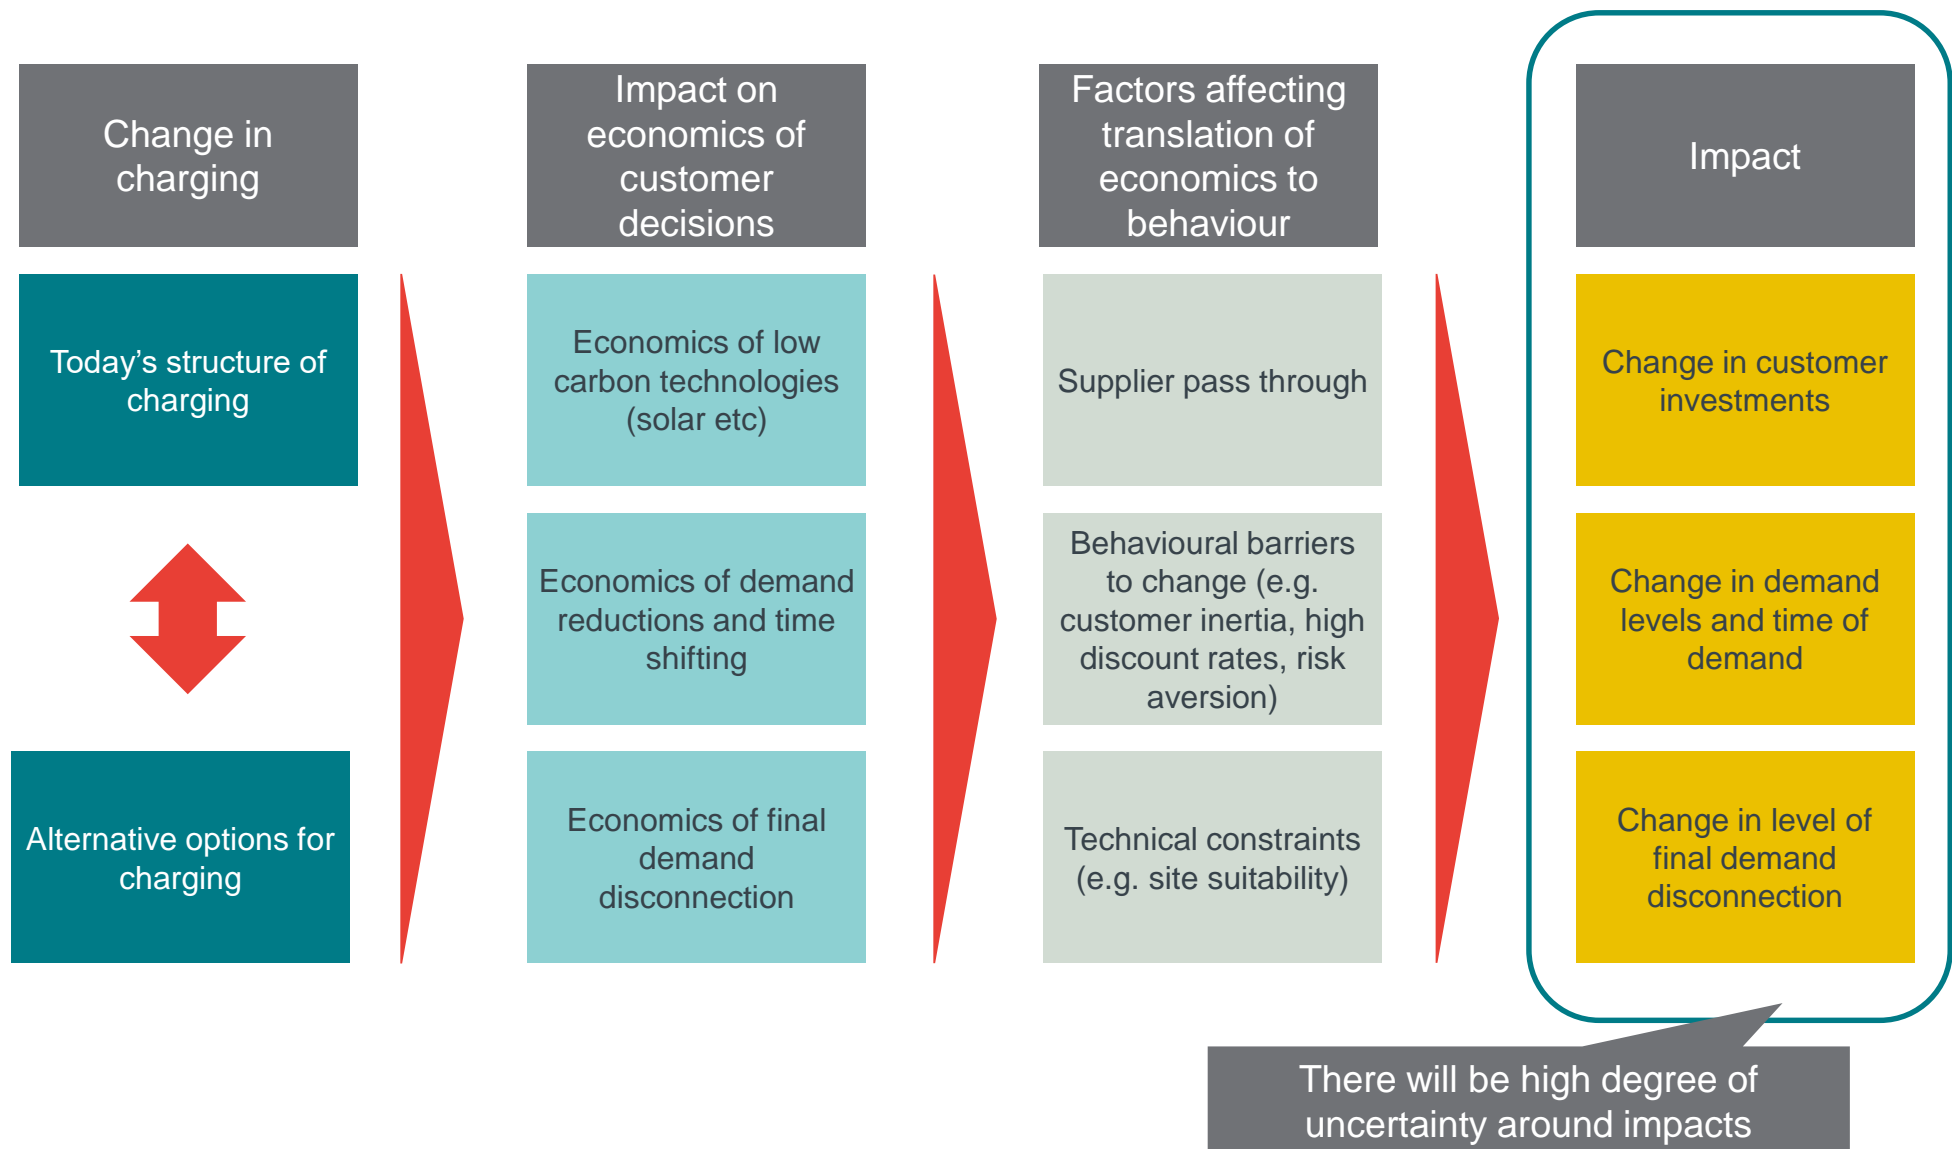 Change in
charging
Impact on
economics of
customer
decisions
Factors affecting
translation of
economics to
behaviour
Impact
Today’s structure of
charging
Economics of low
carbon technologies
(solar etc)
Supplier pass through
Change in customer
investments
Economics of demand
reductions and time
shifting
Behavioural barriers
to change (e.g.
customer inertia, high
discount rates, risk
aversion)
Change in demand
levels and time of
demand
Alternative options for
charging
Economics of final
demand
disconnection
Technical constraints
(e.g. site suitability)
Change in level of
final demand
disconnection
There will be high degree of
uncertainty around impacts